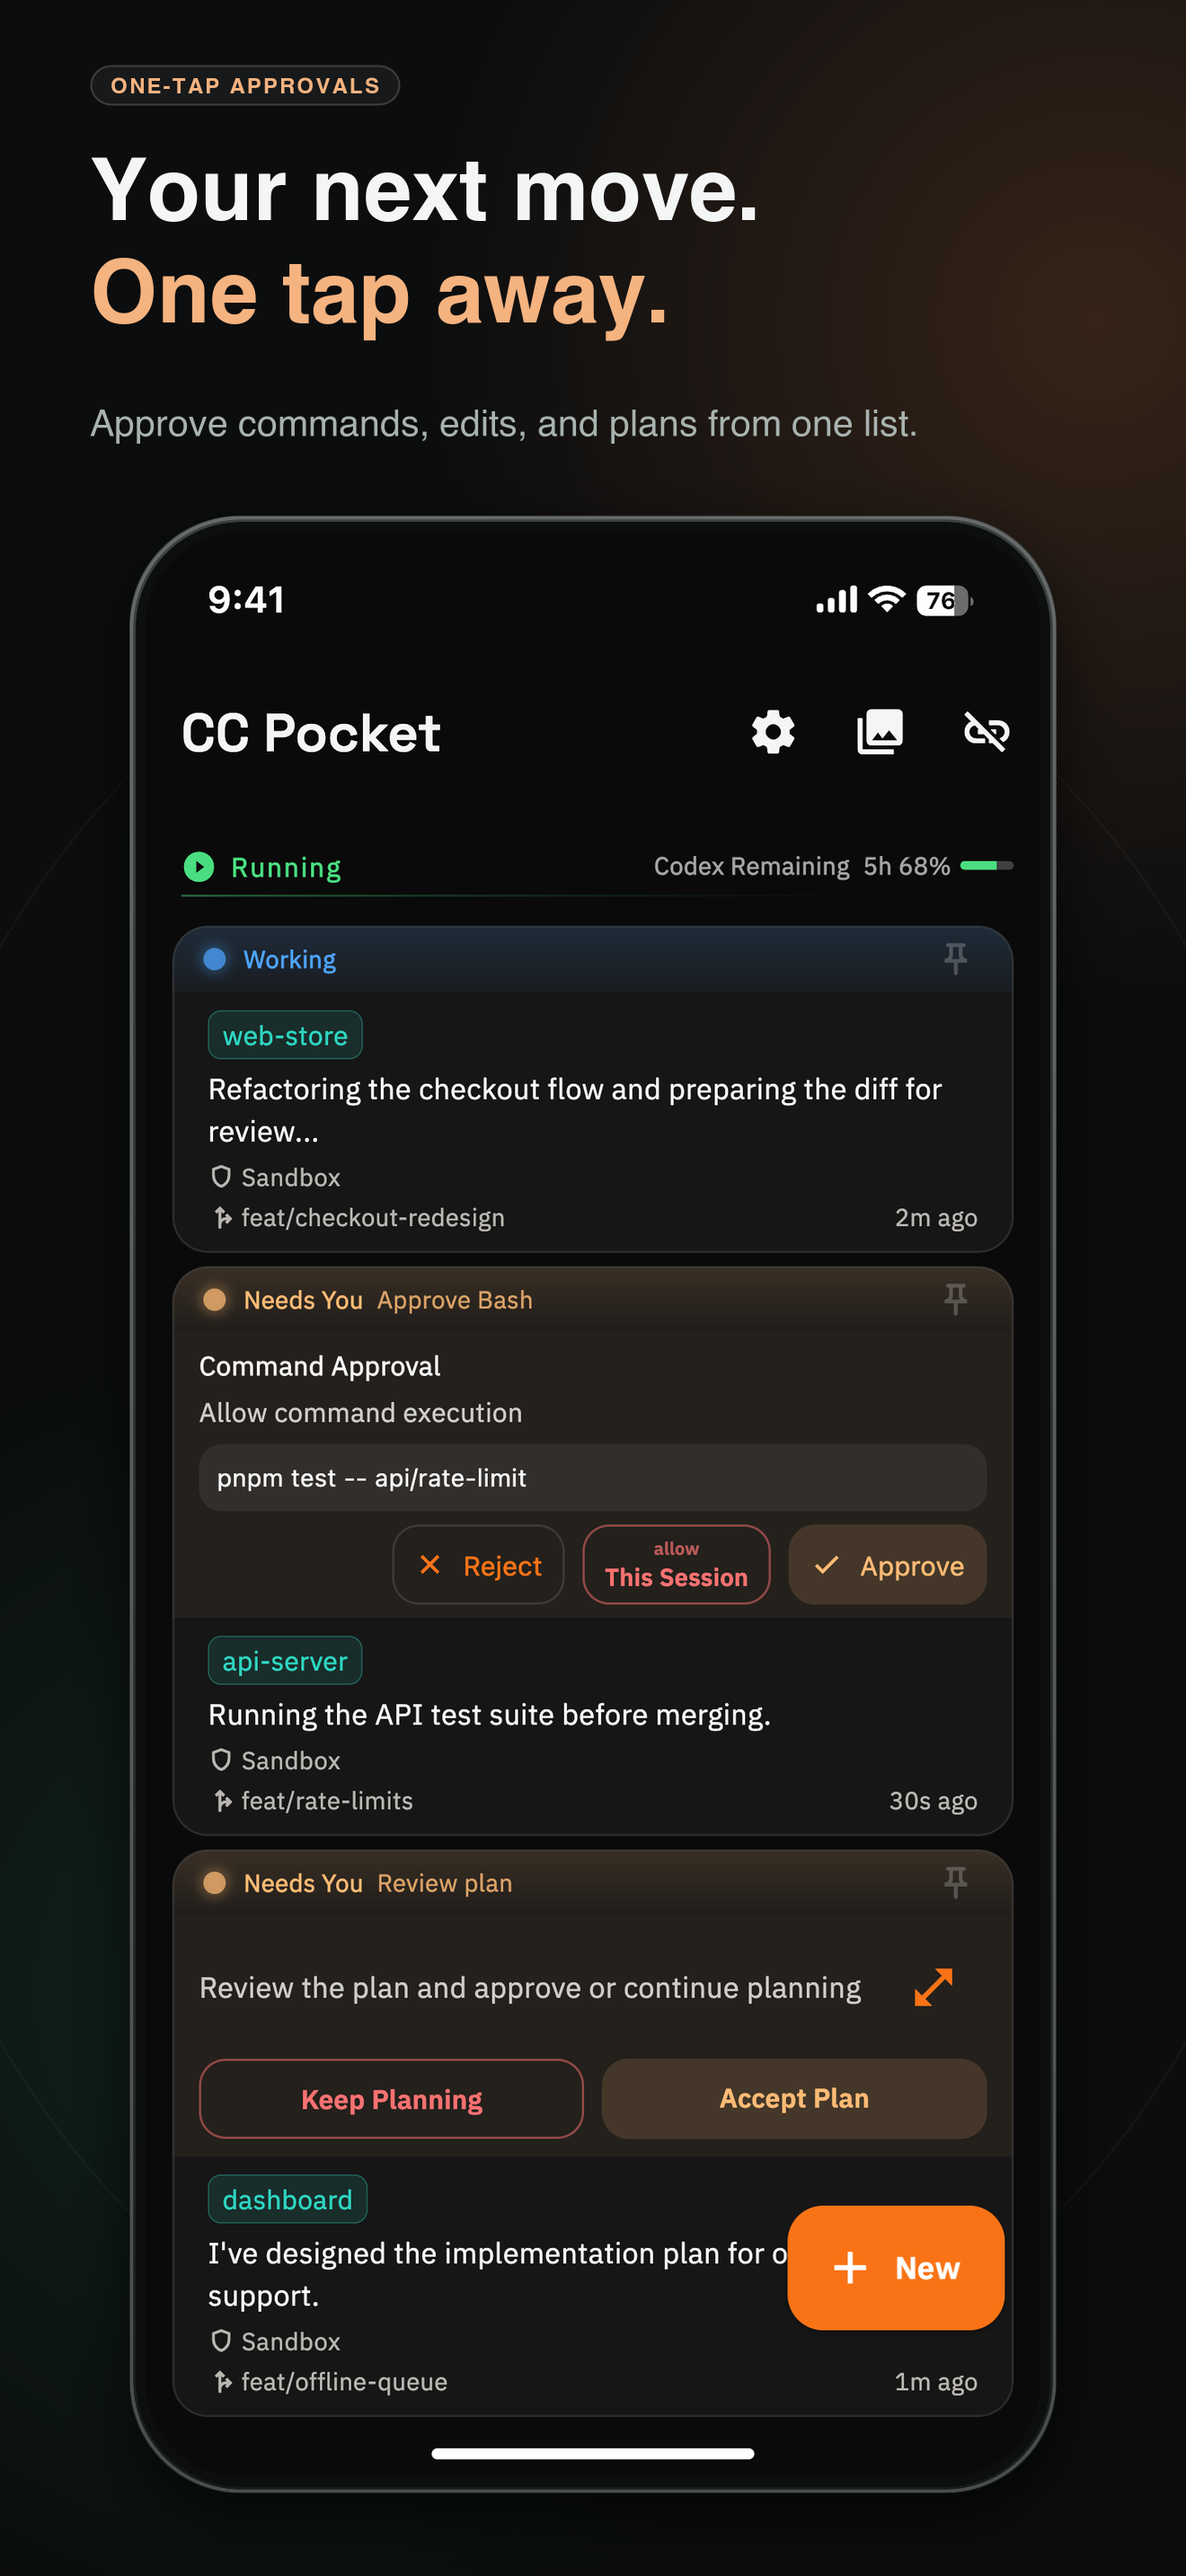 ONE-TAP APPROVALS
Your next move.
One tap away.
Approve commands, edits, and plans from one list.
9:41
76
CC Pocket
Running
Codex Remaining 5h 68%
Working
web-store
Refactoring the checkout flow and preparing the diff for
review...
Sandbox
feat/checkout-redesign
2m ago
Needs You Approve Bash
Command Approval
Allow command execution
pnpm test -- api/rate-limit
Reject
allow
This Session
Approve
api-server
Running the API test suite before merging.
Sandbox
feat/rate-limits
30s ago
Needs You Review plan
Review the plan and approve or continue planning
Keep Planning
Accept Plan
dashboard
I've designed the implementation plan for
support.
New
Sandbox
feat/offline-queue
1m ago